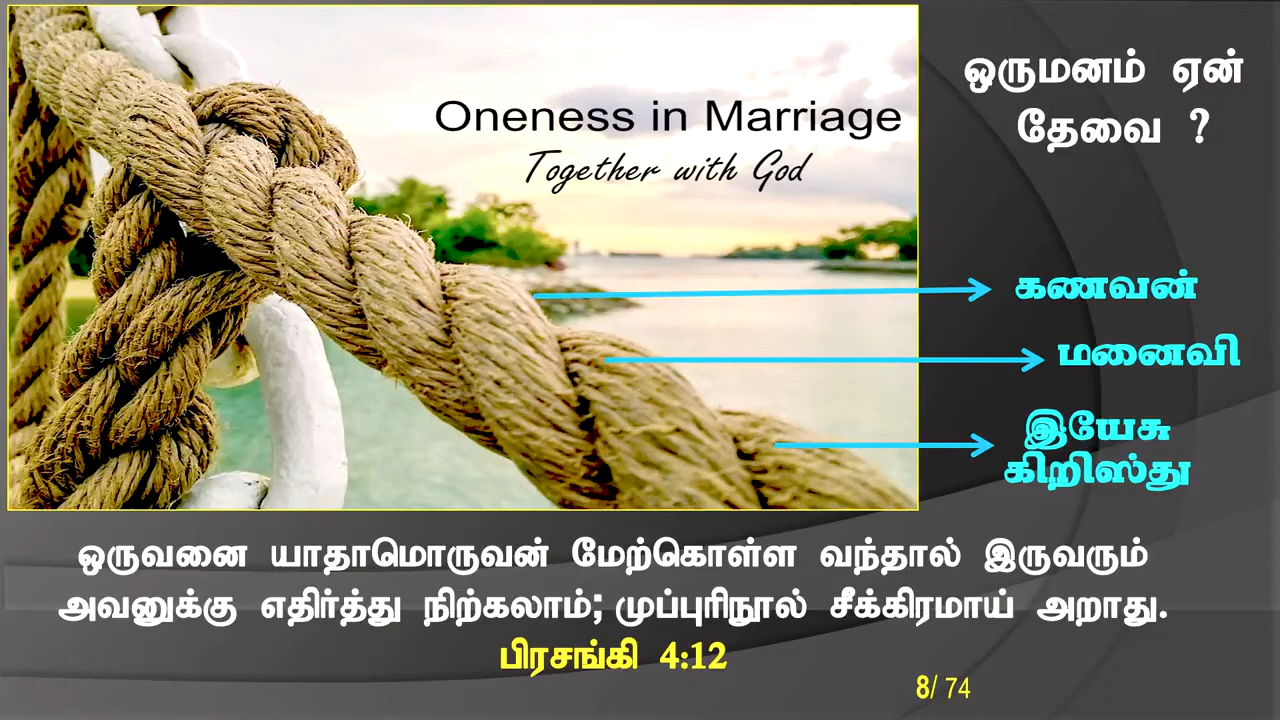 ஒருமனம் ஏன்
தேவை ?
Oneness in Marriage
Together with God
கணவன்
மனைவி
இயேசு
கிறிஸ்து
ஒருவனை யாதாமொருவன் மேற்கொள்ள வந்தால் இருவரும்
அவனுக்கு எதிர்த்து நிற்கலாம்; முப்புரிநூல் சீக்கிரமாய் அறாது.
பிரசங்கி 4:12
8/ 74